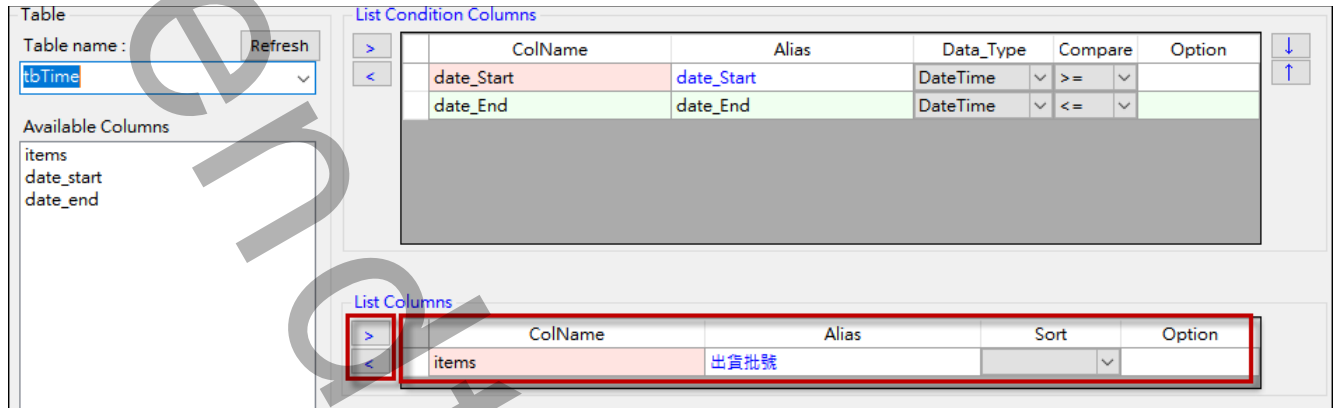 Table
Table name :
Refresh
tbTime
Available Columns
items
date_start
date_end
List Condition Columns
>
<
ColName Alias Data_Type Compare Option
date_Start date_Start DateTime >=
date_End date_End DateTime <=
↓
↑
List Columns
>
<
ColName Alias Sort Option
items 出貨批號